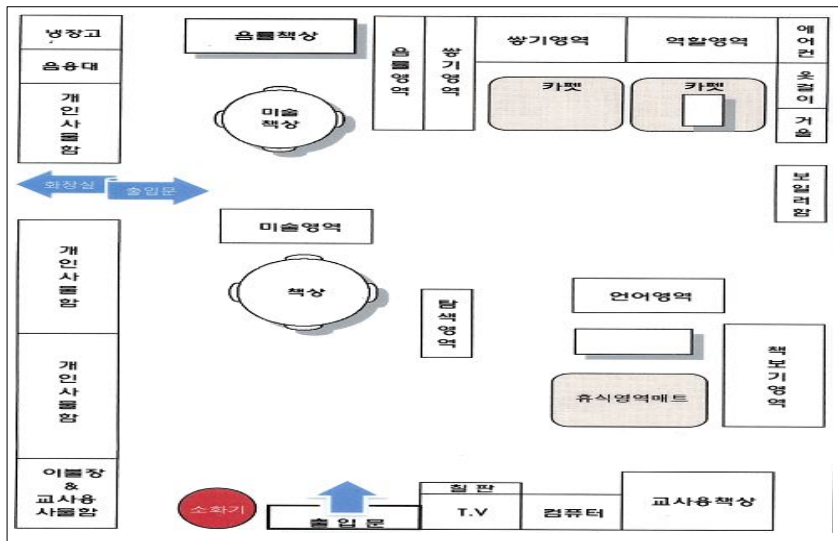 냉장고
음용대
개인사물함
음률책상
미술
책상
음률영역
쌓기영역
쌓기영역
역할영역
카펫
카펫
에어컨
옷걸이
거울
화장실
출입문
보일러함
개인사물함
미술영역
책상
탐색영역
언어영역
책보기영역
개인사물함
휴식영역매트
이불장
&
교사용
사물함
소화기
출입문
칠판
T.V
컴퓨터
교사용책상